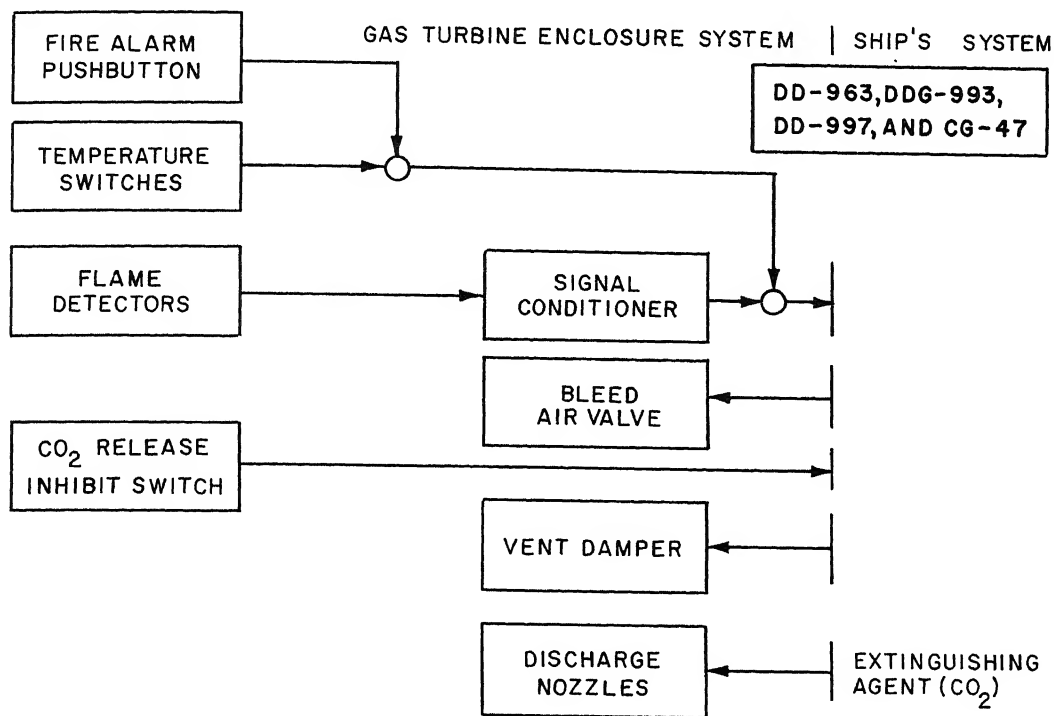 FIRE ALARM
PUSHBUTTON
GAS TURBINE ENCLOSURE SYSTEM
SHIP'S SYSTEM
DD-963, DDG-993,
DD-997, AND CG-47
TEMPERATURE
SWITCHES
FLAME
DETECTORS
SIGNAL
CONDITIONER
BLEED
AIR VALVE
CO₂ RELEASE
INHIBIT SWITCH
VENT DAMPER
DISCHARGE
NOZZLES
EXTINGUISHING
AGENT (CO₂)